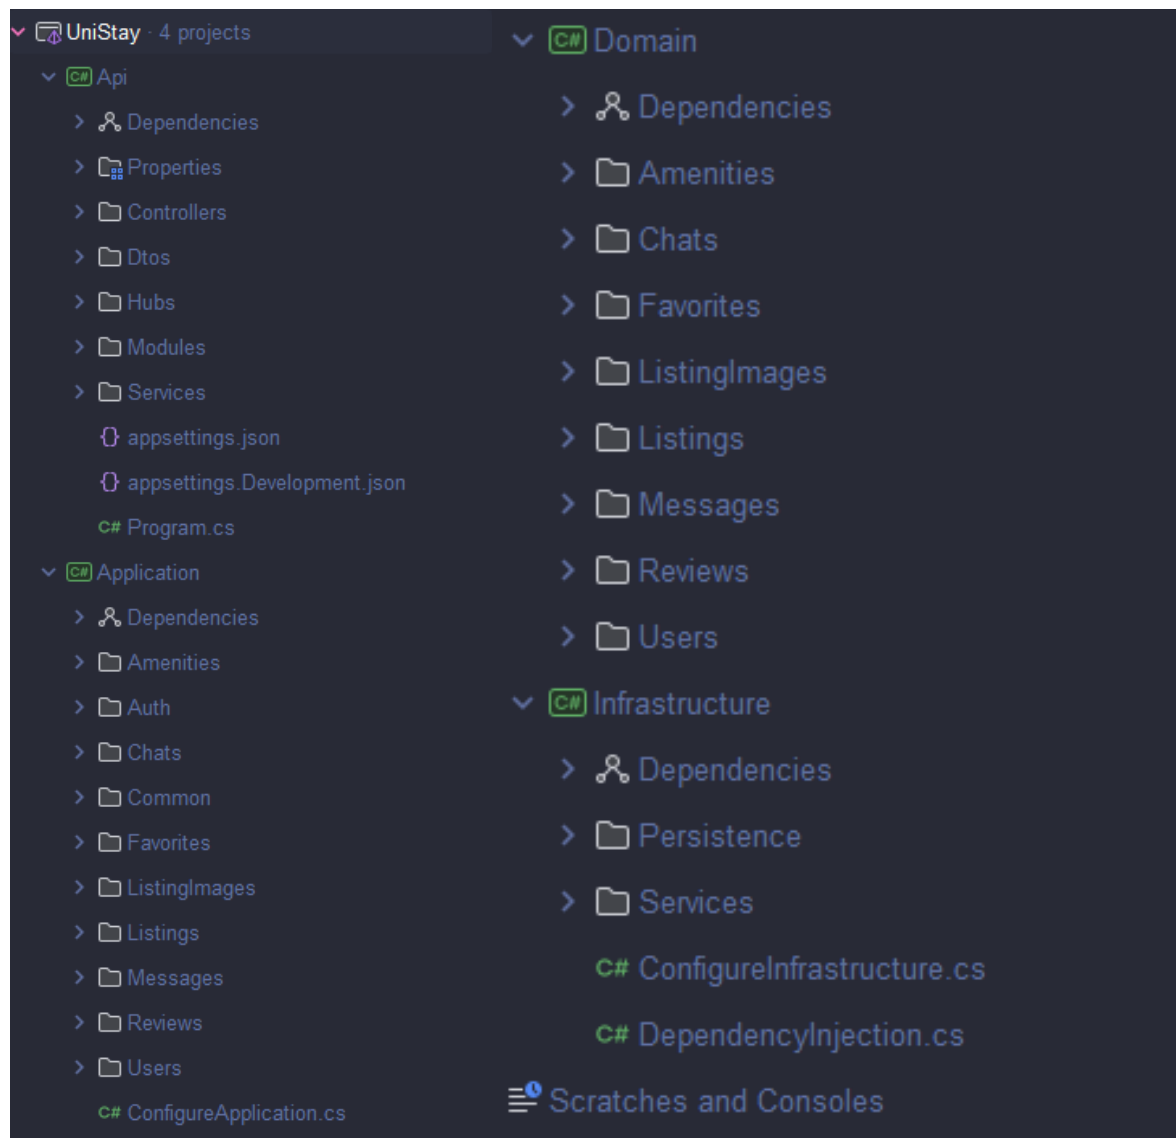 UniStay · 4 projects
C# Api
Dependencies
Properties
Controllers
Dtos
Hubs
Modules
Services
{} appsettings.json
{} appsettings.Development.json
C# Program.cs
C# Application
Dependencies
Amenities
Auth
Chats
Common
Favorites
ListingImages
Listings
Messages
Reviews
Users
C# ConfigureApplication.cs
C# Domain
Dependencies
Amenities
Chats
Favorites
ListingImages
Listings
Messages
Reviews
Users
C# Infrastructure
Dependencies
Persistence
Services
C# ConfigureInfrastructure.cs
C# DependencyInjection.cs
Scratches and Consoles